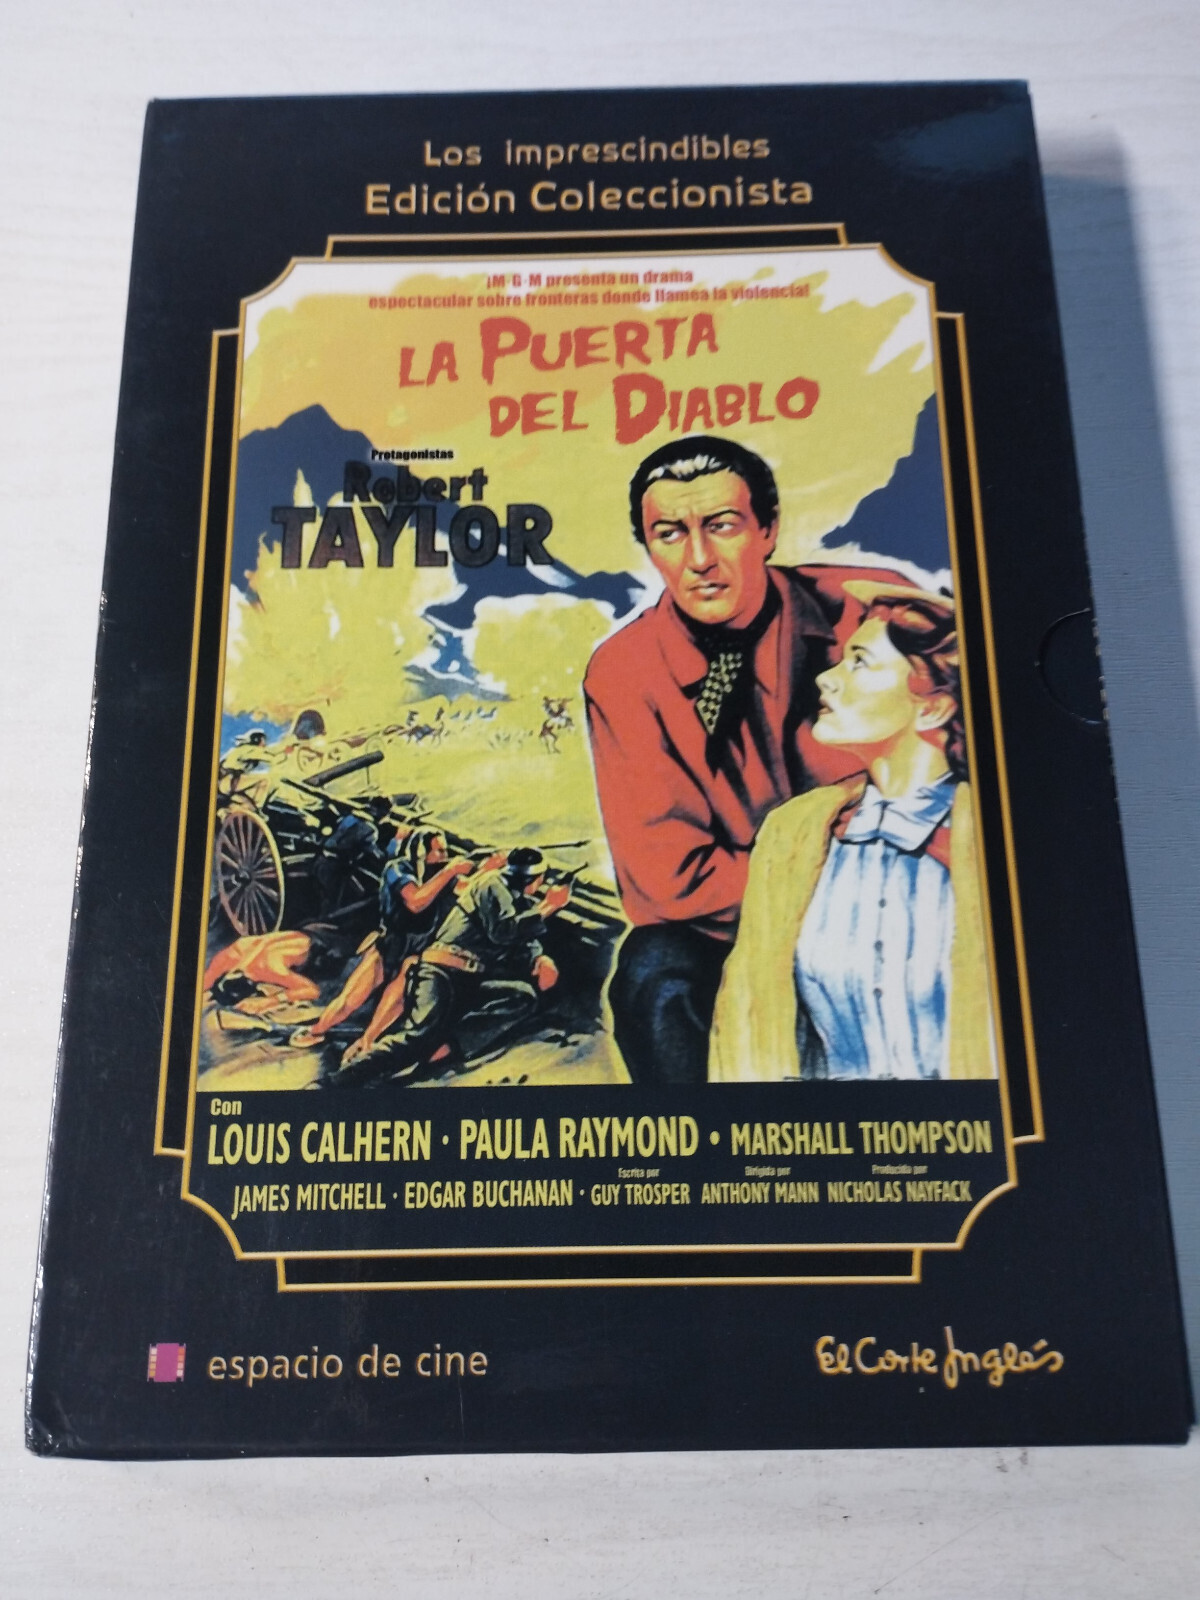 Los imprescindibles
Edición Coleccionista
¡M-G-M presenta un drama
espectacular sobre fronteras donde llamea la violencia!
LA PUERTA
DEL DIABLO
Protagonistas
Robert
TAYLOR
Con
LOUIS CALHERN · PAULA RAYMOND · MARSHALL THOMPSON
Escrita por Dirigida por Producida por
JAMES MITCHELL · EDGAR BUCHANAN · GUY TROSPER ANTHONY MANN NICHOLAS NAYFACK
espacio de cine
El Corte Inglés